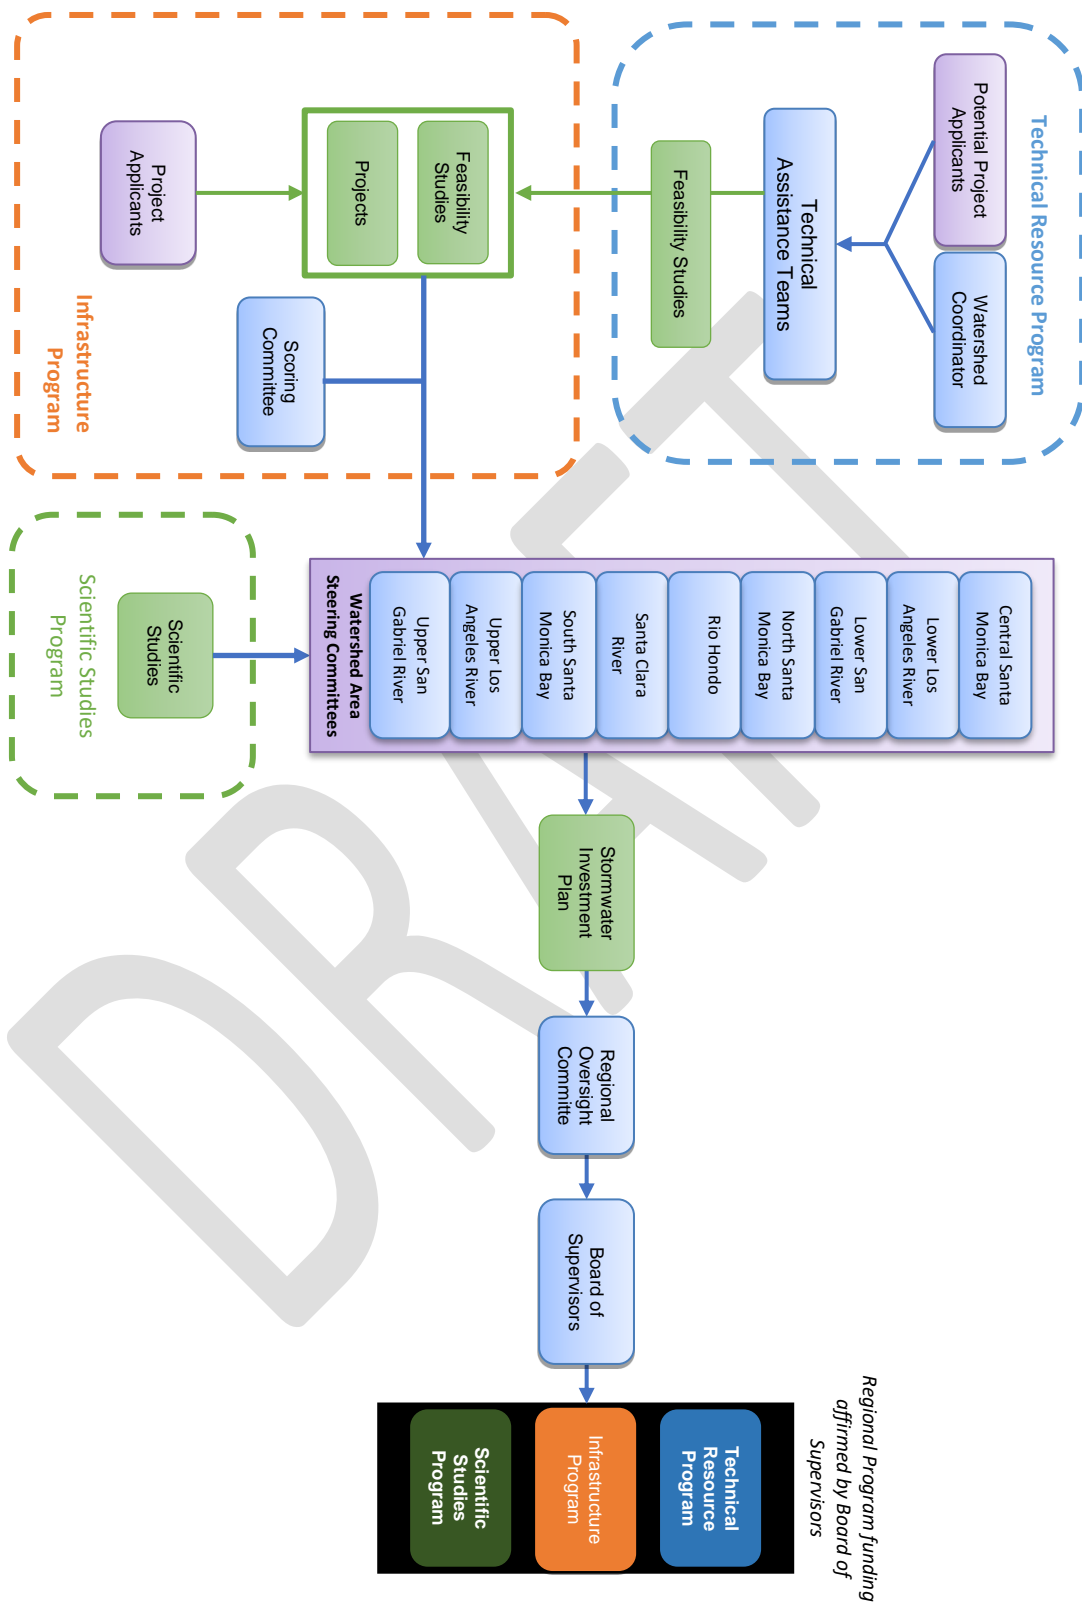 Technical Resource Program
Potential Project
Applicants
Watershed
Coordinator
Technical
Assistance Teams
Feasibility Studies
Feasibility
Studies
Projects
Project
Applicants
Scoring
Committee
Infrastructure
Program
Central Santa
Monica Bay
Lower Los
Angeles River
Lower San
Gabriel River
North Santa
Monica Bay
Rio Hondo
Santa Clara
River
South Santa
Monica Bay
Upper Los
Angeles River
Upper San
Gabriel River
Watershed Area
Steering Committees
Scientific
Studies
Scientific Studies
Program
Stormwater
Investment
Plan
Regional
Oversight
Committe
Board of
Supervisors
Regional Program funding
affirmed by Board of
Supervisors
Technical
Resource
Program
Infrastructure
Program
Scientific
Studies
Program
DRAFT